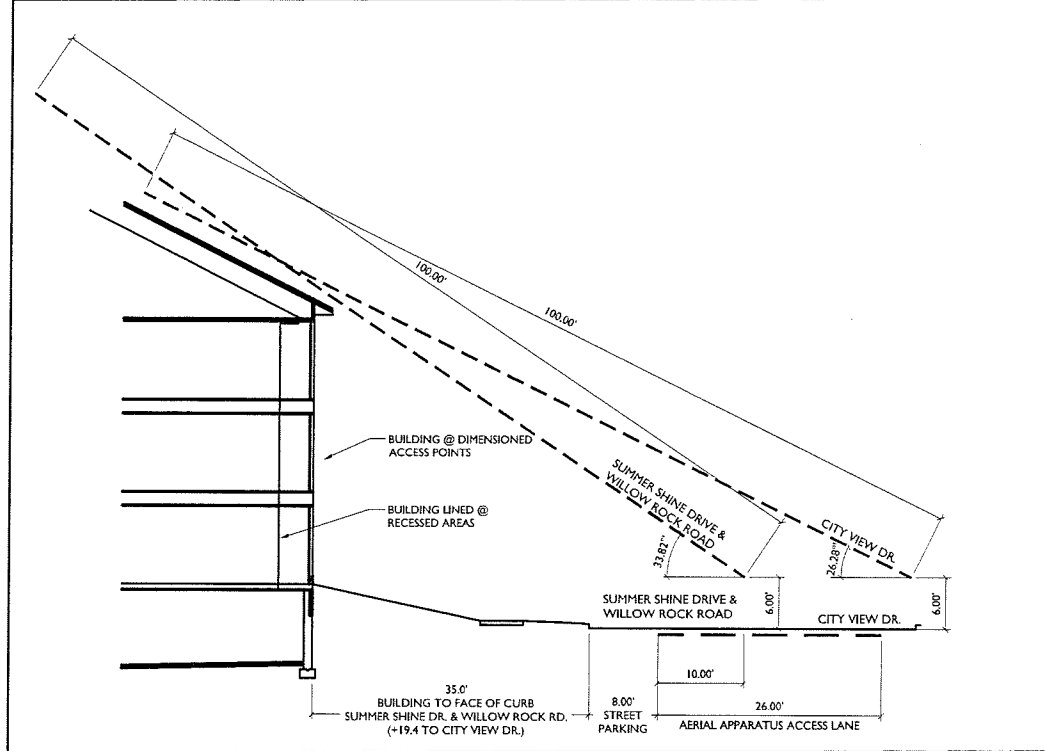 100.00'
100.00'
BUILDING @ DIMENSIONED
ACCESS POINTS
BUILDING LINED @
RECESSED AREAS
SUMMER SHINE DRIVE &
WILLOW ROCK ROAD
33.82°'
CITY VIEW DR.
26.28°'
SUMMER SHINE DRIVE &
WILLOW ROCK ROAD
6.00'
CITY VIEW DR.
6.00'
10.00'
35.0'
BUILDING TO FACE OF CURB
SUMMER SHINE DR. & WILLOW ROCK RD.
(+19.4 TO CITY VIEW DR.)
8.00'
STREET
PARKING
26.00'
AERIAL APPARATUS ACCESS LANE